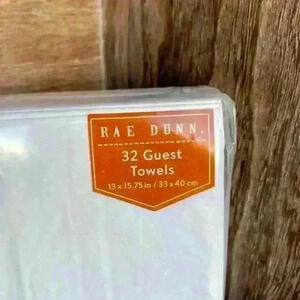 RAE DUNN.
32 Guest
Towels
13 x 15.75 in / 33 x 40 cm